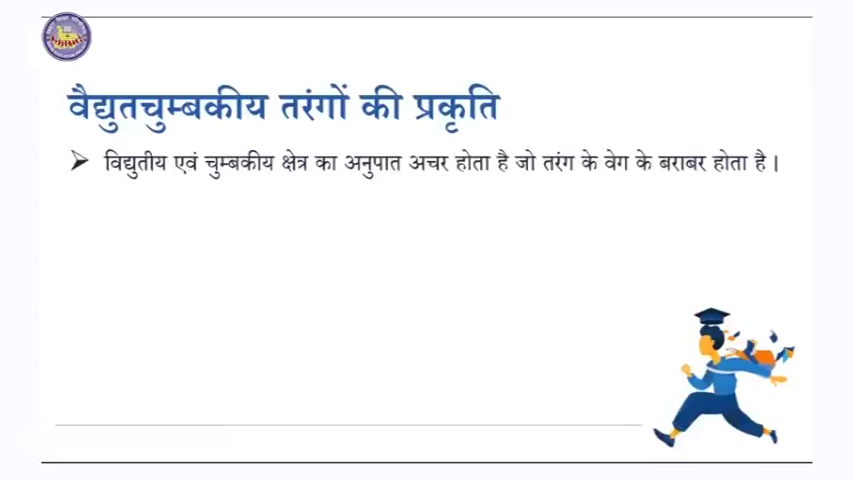 वैद्युतचुम्बकीय तरंगों की प्रकृति
➢ विद्युतीय एवं चुम्बकीय क्षेत्र का अनुपात अचर होता है जो तरंग के वेग के बराबर होता है।